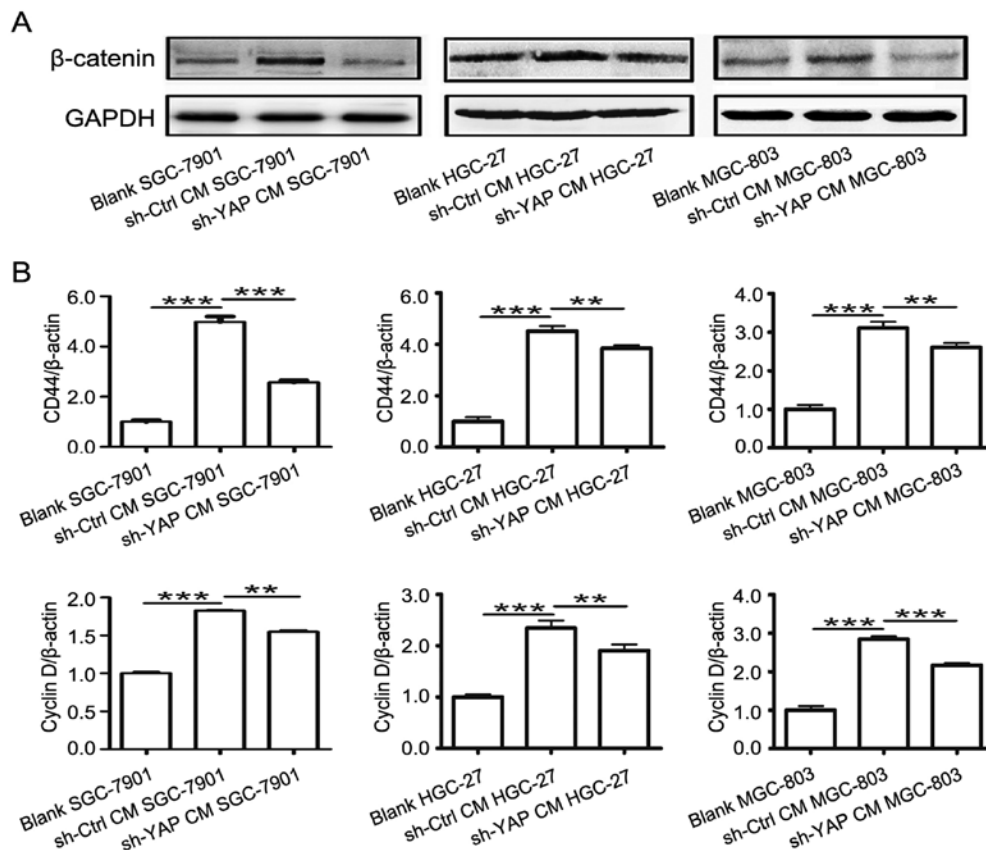 A
β-catenin
GAPDH
Blank SGC-7901
sh-Ctrl CM SGC-7901
sh-YAP CM SGC-7901
Blank HGC-27
sh-Ctrl CM HGC-27
sh-YAP CM HGC-27
Blank MGC-803
sh-Ctrl CM MGC-803
sh-YAP CM MGC-803
B
CD44/β-actin
6.0
4.0
2.0
0.0
*** ***
Blank SGC-7901
sh-Ctrl CM SGC-7901
sh-YAP CM SGC-7901
CD44/β-actin
6.0
4.0
2.0
0.0
*** **
Blank HGC-27
sh-Ctrl CM HGC-27
sh-YAP CM HGC-27
CD44/β-actin
4.0
3.0
2.0
1.0
0.0
*** **
Blank MGC-803
sh-Ctrl CM MGC-803
sh-YAP CM MGC-803
Cyclin D/β-actin
2.0
1.5
1.0
0.5
0.0
*** **
Blank SGC-7901
sh-Ctrl CM SGC-7901
sh-YAP CM SGC-7901
Cyclin D/β-actin
3.0
2.0
1.0
0.0
*** **
Blank HGC-27
sh-Ctrl CM HGC-27
sh-YAP CM HGC-27
Cyclin D/β-actin
4.0
3.0
2.0
1.0
0.0
*** ***
Blank MGC-803
sh-Ctrl CM MGC-803
sh-YAP CM MGC-803